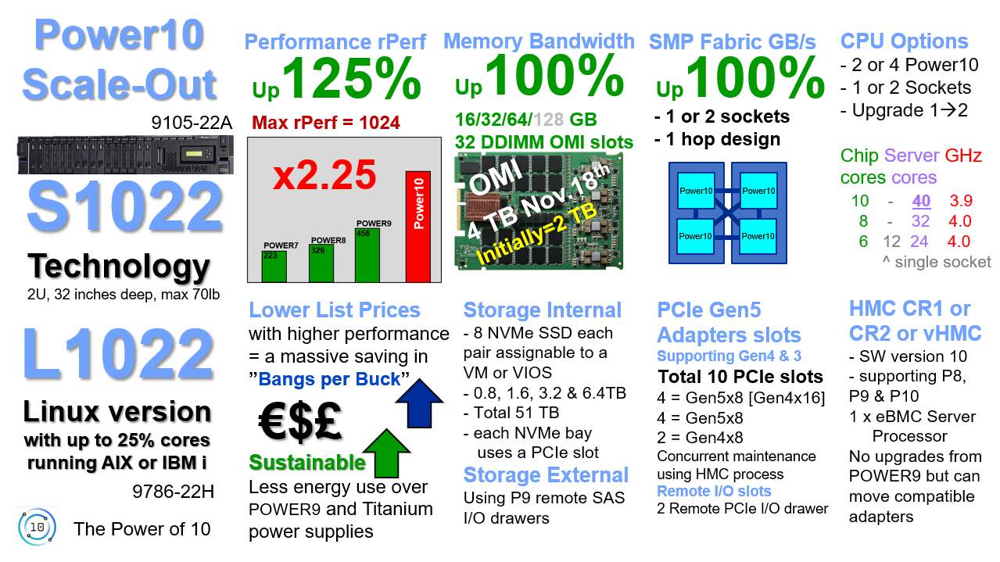 Power10
Scale-Out
9105-22A
S1022
Technology
2U, 32 inches deep, max 70lb
L1022
Linux version
with up to 25% cores
running AIX or IBM i
9786-22H
10
The Power of 10
Performance rPerf
Up 125%
Max rPerf = 1024
x2.25
POWER7
223
POWER8
326
POWER9
456
Power10
Lower List Prices
with higher performance
= a massive saving in
”Bangs per Buck”
€$£
Sustainable
Less energy use over
POWER9 and Titanium
power supplies
Memory Bandwidth
Up 100%
16/32/64/128 GB
32 DDIMM OMI slots
OMI
4 TB Nov.18th
Initially=2 TB
Storage Internal
- 8 NVMe SSD each
pair assignable to a
VM or VIOS
- 0.8, 1.6, 3.2 & 6.4TB
- Total 51 TB
- each NVMe bay
uses a PCIe slot
Storage External
Using P9 remote SAS
I/O drawers
SMP Fabric GB/s
Up 100%
- 1 or 2 sockets
- 1 hop design
Power10 Power10
Power10 Power10
PCIe Gen5
Adapters slots
Supporting Gen4 & 3
Total 10 PCIe slots
4 = Gen5x8 [Gen4x16]
4 = Gen5x8
2 = Gen4x8
Concurrent maintenance
using HMC process
Remote I/O slots
2 Remote PCIe I/O drawer
CPU Options
- 2 or 4 Power10
- 1 or 2 Sockets
- Upgrade 1→2
Chip Server GHz
cores cores
10 - 40 3.9
8 - 32 4.0
6 12 24 4.0
^ single socket
HMC CR1 or
CR2 or vHMC
- SW version 10
- supporting P8,
P9 & P10
1 x eBMC Server
Processor
No upgrades from
POWER9 but can
move compatible
adapters